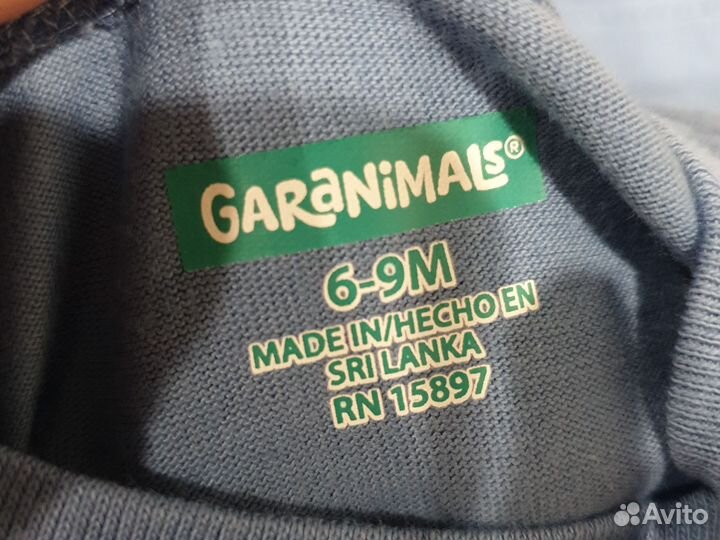 GARANiMALS®
6-9M
MADE IN/HECHO EN
SRI LANKA
RN 15897
Avito